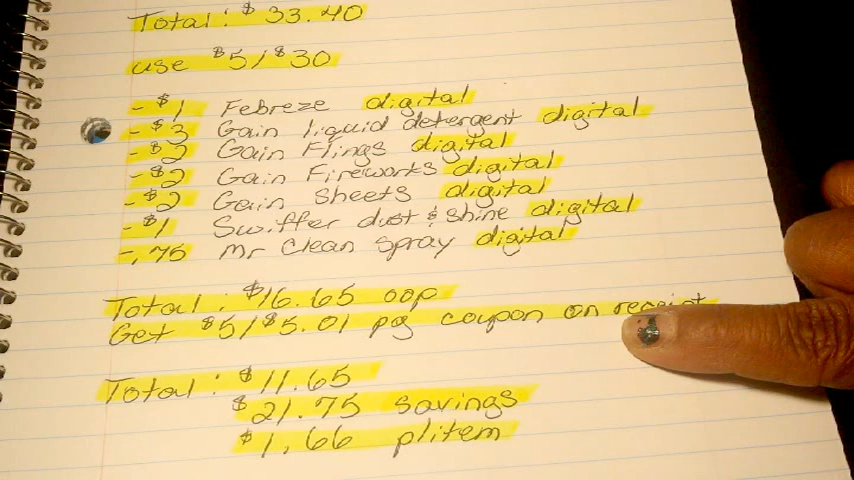 Total: $33.40
use $5/$30
- $1 Febreze digital
- $3 Gain liquid detergent digital
- $2 Gain Flings digital
- $2 Gain Fireworks digital
- $2 Gain Sheets digital
- $1 Swiffer dust & shine digital
- .75 Mr Clean Spray digital
Total: $16.65 oop
Get $5/$5.01 pg coupon on receipt
Total: $11.65
$21.75 savings
$1.66 p/item